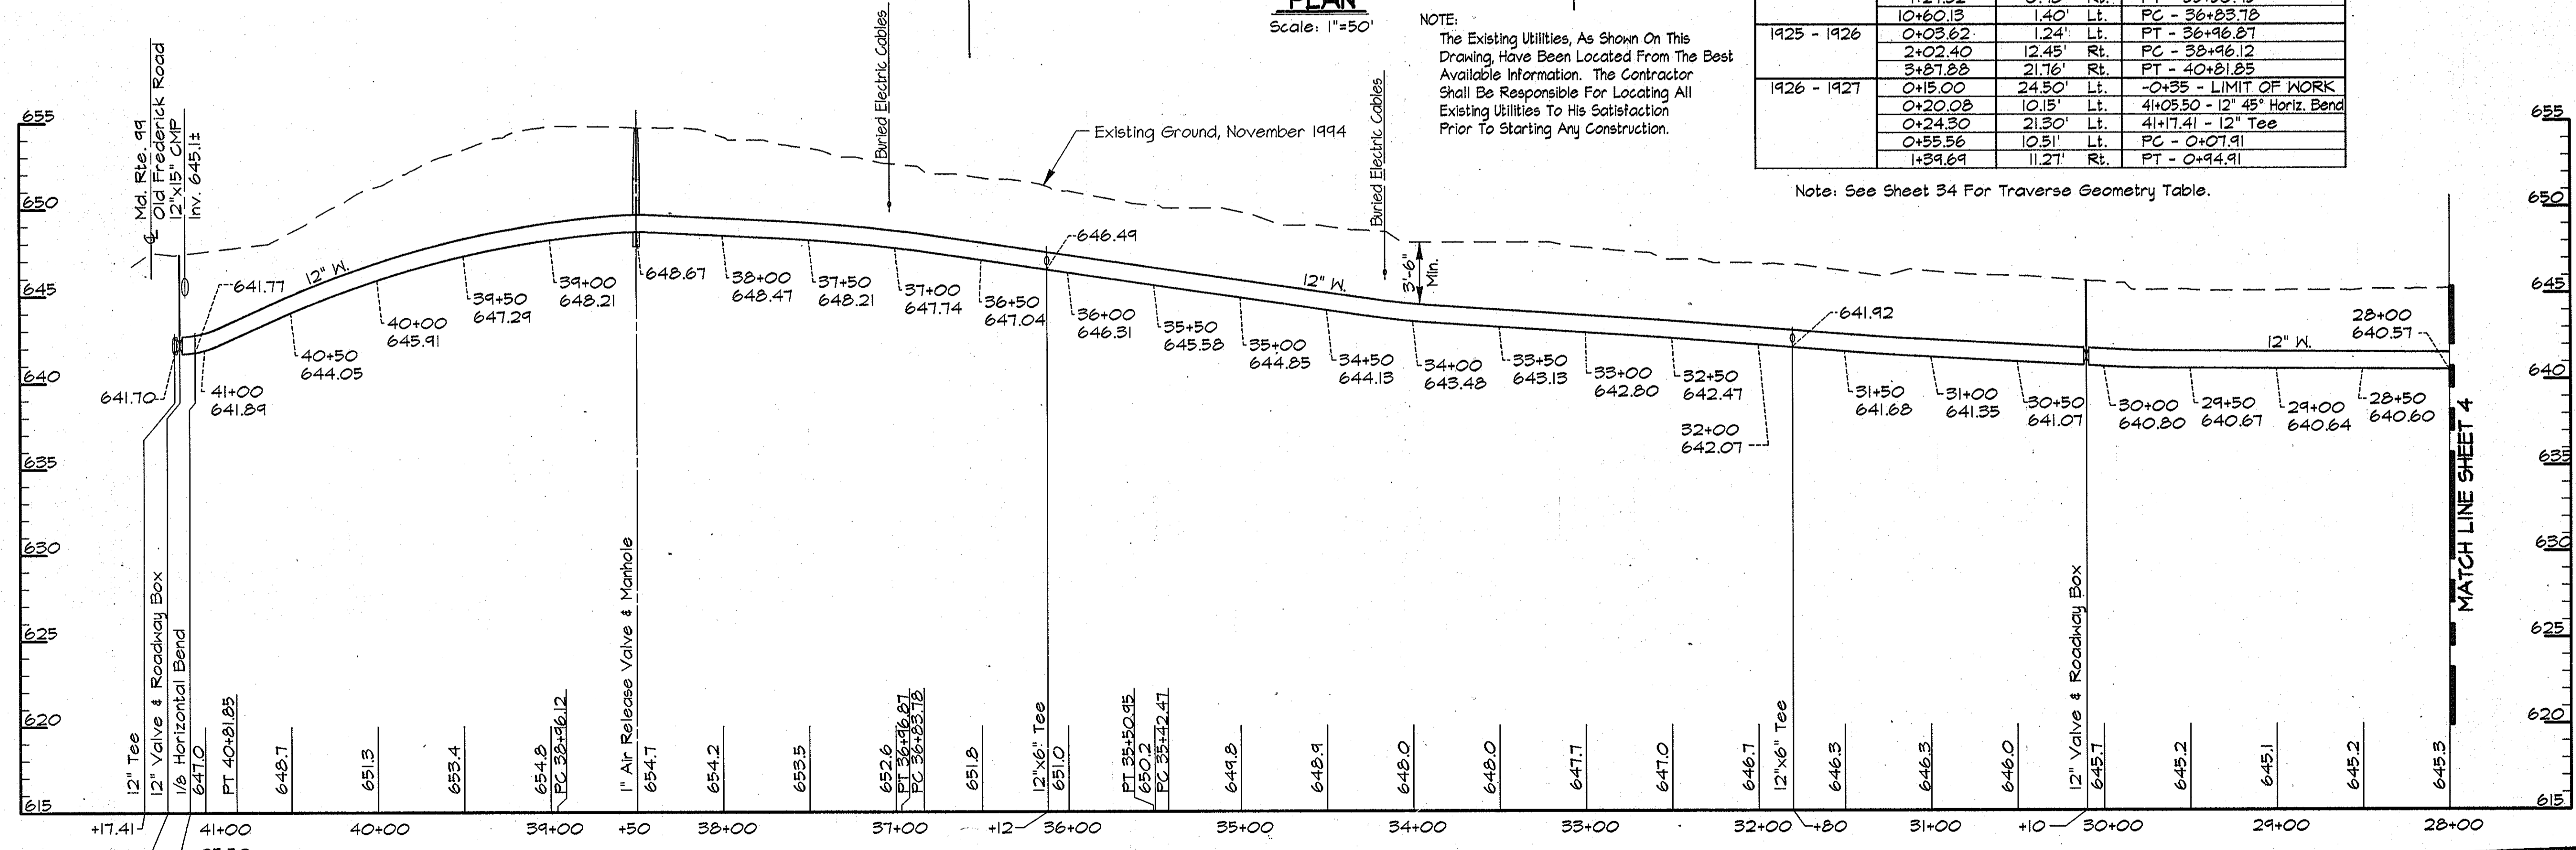 PLAN
Scale: 1"=50'
NOTE:
The Existing Utilities, As Shown On This
Drawing, Have Been Located From The Best
Available Information. The Contractor
Shall Be Responsible For Locating All
Existing Utilities To His Satisfaction
Prior To Starting Any Construction.
10+60.13 1.40' Lt. PC - 36+83.78
1925 - 1926 0+03.62 1.24' Lt. PT - 36+96.87
2+02.40 12.45' Rt. PC - 38+96.12
3+87.88 21.76' Rt. PT - 40+81.85
1926 - 1927 0+15.00 24.50' Lt. -0+35 - LIMIT OF WORK
0+20.08 10.15' Lt. 41+05.50 - 12" 45° Horiz. Bend
0+24.30 21.30' Lt. 41+17.41 - 12" Tee
0+55.56 10.51' Lt. PC - 0+07.91
1+39.69 11.27' Rt. PT - 0+94.91
Note: See Sheet 34 For Traverse Geometry Table.
655
650
645
640
635
630
625
620
615
Md. Rte. 99
℄ Old Frederick Road
12"x15" CMP
Inv. 645.1±
Buried Electric Cables
Existing Ground, November 1994
Buried Electric Cables
3'-6"
Min.
12" W.
12" W.
12" W.
641.70
641.77
41+00
641.89
40+50
644.05
40+00
645.91
39+50
647.29
39+00
648.21
648.67
38+00
648.47
37+50
648.21
37+00
647.74
36+50
647.04
646.49
36+00
646.31
35+50
645.58
35+00
644.85
34+50
644.13
34+00
643.48
33+50
643.13
33+00
642.80
32+50
642.47
32+00
642.07
641.92
31+50
641.68
31+00
641.35
30+50
641.07
30+00
640.80
29+50
640.67
29+00
640.64
28+50
640.60
28+00
640.57
MATCH LINE SHEET 4
655
650
645
640
635
630
625
620
615
12" Tee
12" Valve & Roadway Box
1/8 Horizontal Bend
647.0
PT 40+81.85
648.7
651.3
653.4
654.8
PC 38+96.12
1" Air Release Valve & Manhole
654.7
654.2
653.5
652.6
PT 36+96.87
PC 36+83.78
651.8
12"x6" Tee
651.0
PT 35+50.95
650.2
PC 35+42.47
649.8
648.9
648.0
648.0
647.7
647.0
646.7
12"x6" Tee
646.3
646.3
646.0
12" Valve & Roadway Box
645.7
645.2
645.1
645.2
645.3
+17.41
41+00
40+00
39+00
+50
38+00
37+00
+12
36+00
35+00
34+00
33+00
32+00
+80
31+00
+10
30+00
29+00
28+00